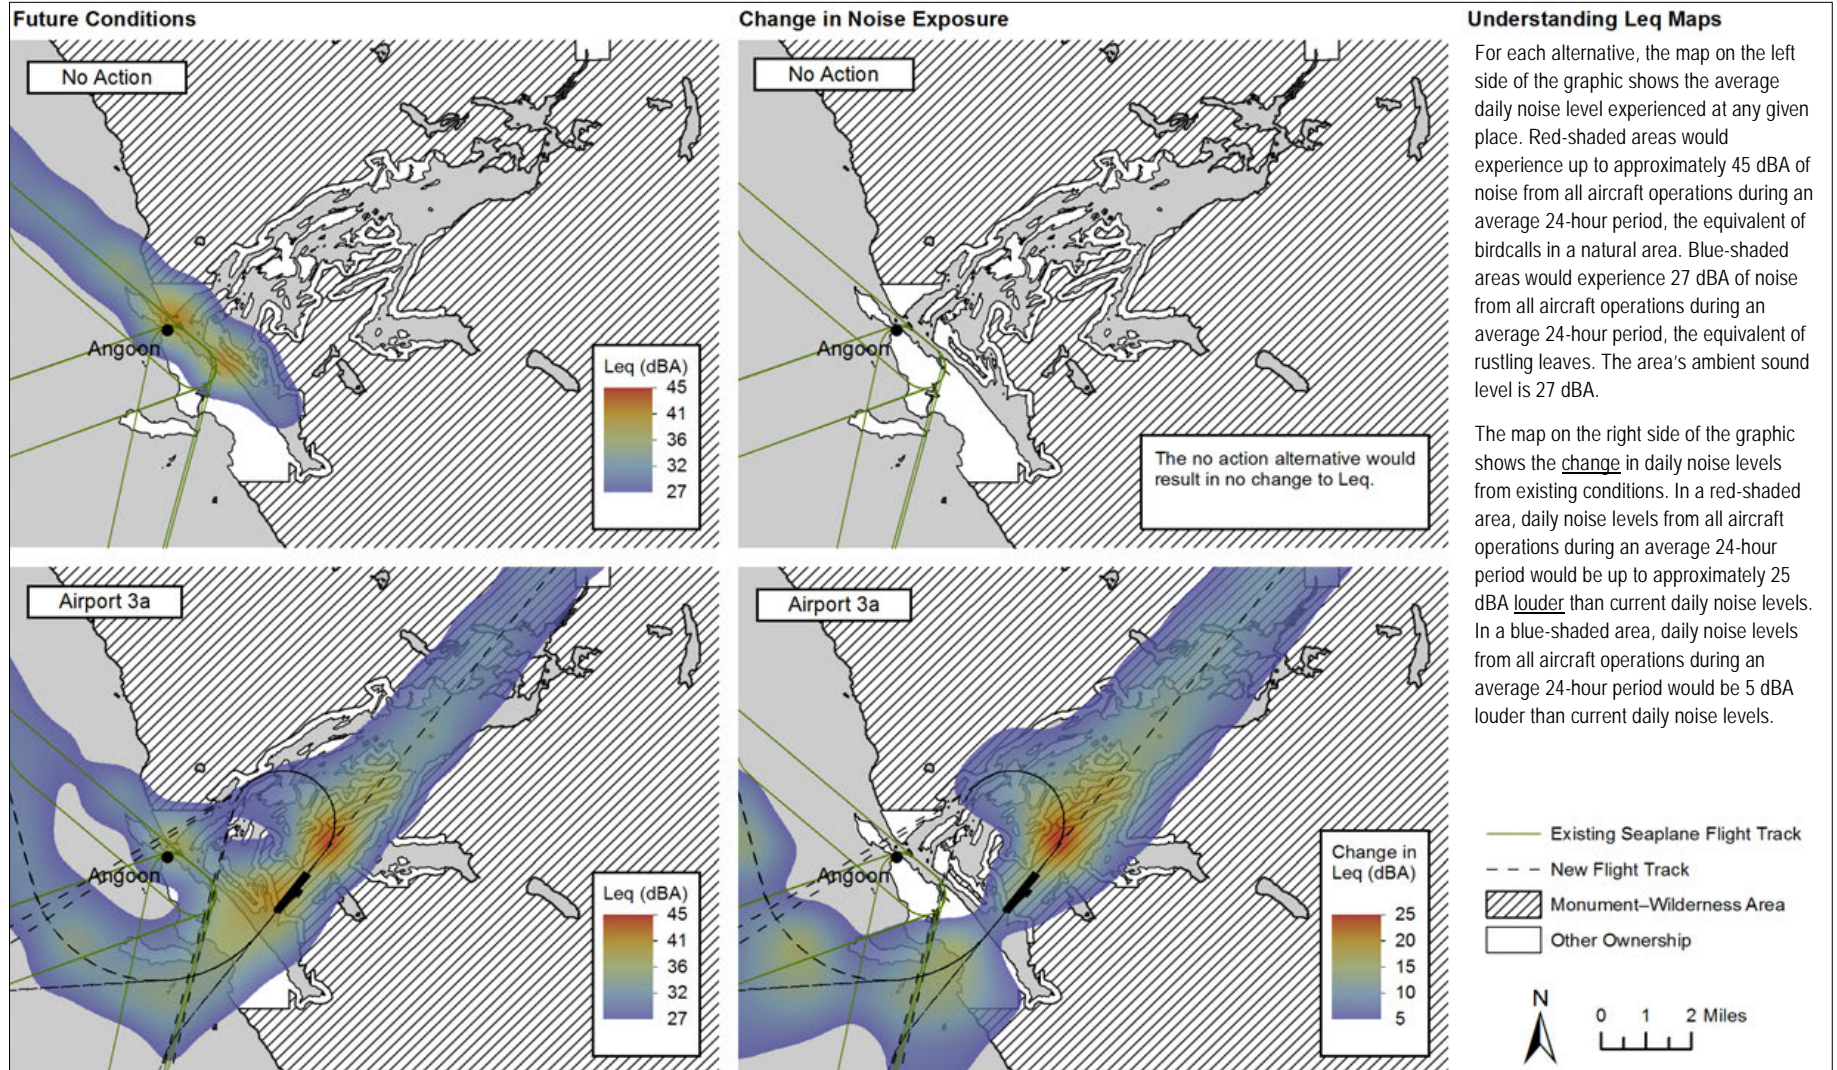 Future Conditions
No Action
Angoon
Leq (dBA)
45
41
36
32
27
Change in Noise Exposure
No Action
Angoon
The no action alternative would
result in no change to Leq.
Airport 3a
Angoon
Leq (dBA)
45
41
36
32
27
Airport 3a
Angoon
Change in
Leq (dBA)
25
20
15
10
5
Understanding Leq Maps
For each alternative, the map on the left
side of the graphic shows the average
daily noise level experienced at any given
place. Red-shaded areas would
experience up to approximately 45 dBA of
noise from all aircraft operations during an
average 24-hour period, the equivalent of
birdcalls in a natural area. Blue-shaded
areas would experience 27 dBA of noise
from all aircraft operations during an
average 24-hour period, the equivalent of
rustling leaves. The area's ambient sound
level is 27 dBA.
The map on the right side of the graphic
shows the change in daily noise levels
from existing conditions. In a red-shaded
area, daily noise levels from all aircraft
operations during an average 24-hour
period would be up to approximately 25
dBA louder than current daily noise levels.
In a blue-shaded area, daily noise levels
from all aircraft operations during an
average 24-hour period would be 5 dBA
louder than current daily noise levels.
Existing Seaplane Flight Track
New Flight Track
Monument–Wilderness Area
Other Ownership
N
0 1 2 Miles